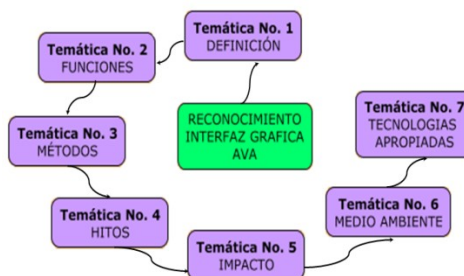 Temática No. 1
DEFINICIÓN
Temática No. 2
FUNCIONES
Temática No. 3
MÉTODOS
Temática No. 4
HITOS
Temática No. 5
IMPACTO
Temática No. 6
MEDIO AMBIENTE
Temática No. 7
TECNOLOGIAS
APROPIADAS
RECONOCIMIENTO
INTERFAZ GRAFICA
AVA